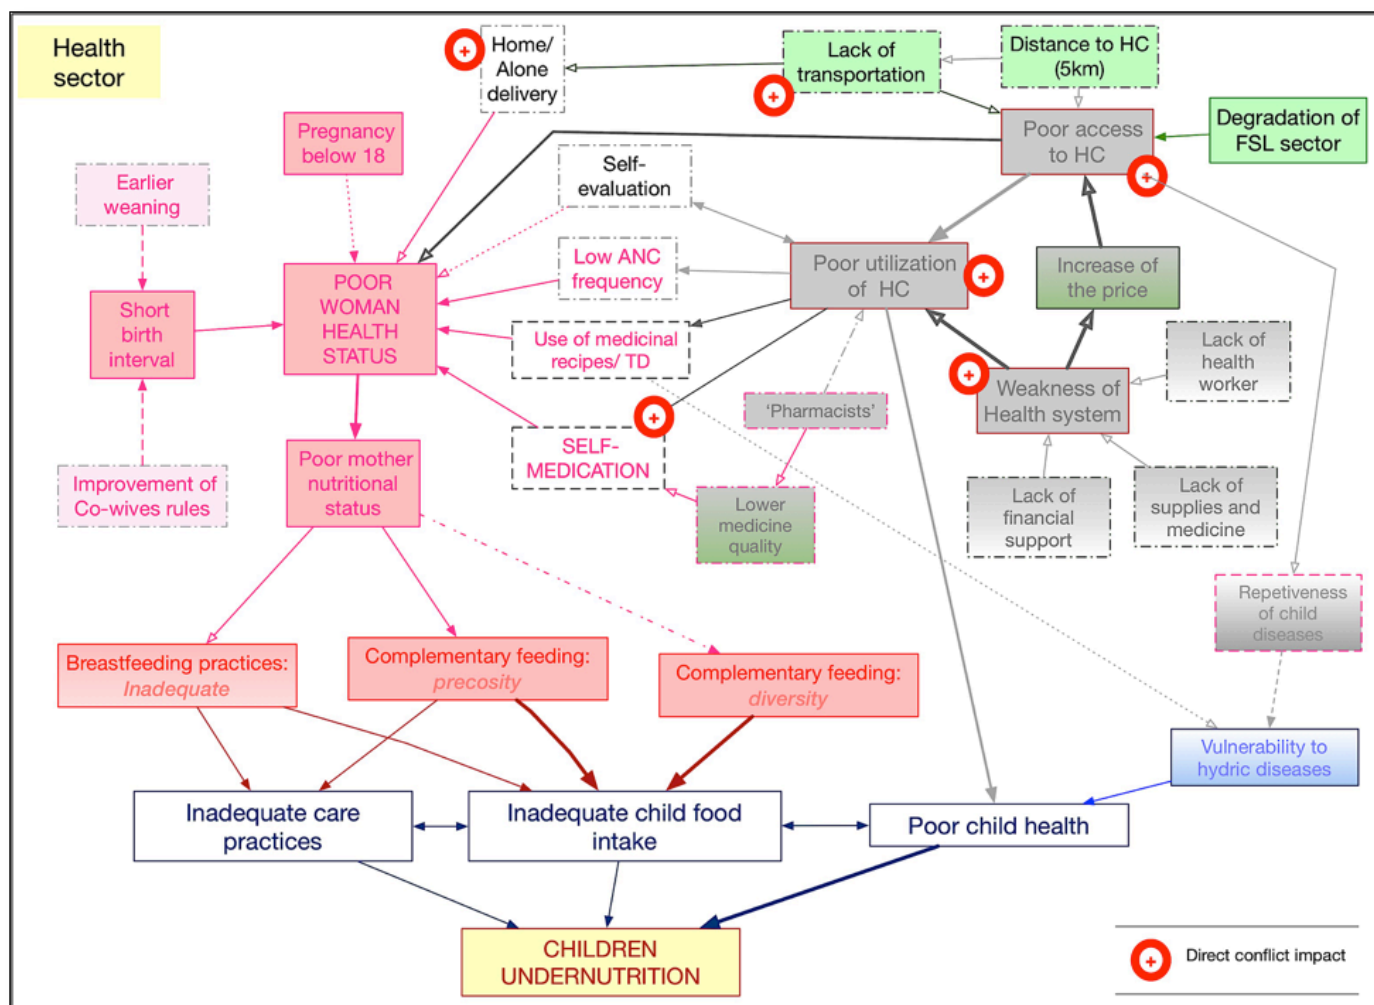 Health
sector
Home/
Alone
delivery
Lack of
transportation
Distance to HC
(5km)
Pregnancy
below 18
Poor access
to HC
Degradation of
FSL sector
Earlier
weaning
Self-
evaluation
POOR
WOMAN
HEALTH
STATUS
Low ANC
frequency
Poor utilization
of HC
Increase of
the price
Short
birth
interval
Use of medicinal
recipes/ TD
Lack of
health
worker
Weakness of
Health system
'Pharmacists'
SELF-
MEDICATION
Poor mother
nutritional
status
Improvement of
Co-wives rules
Lower
medicine
quality
Lack of
financial
support
Lack of
supplies and
medicine
Repetiveness
of child
diseases
Breastfeeding practices:
Inadequate
Complementary feeding:
precosity
Complementary feeding:
diversity
Vulnerability to
hydric diseases
Inadequate care
practices
Inadequate child food
intake
Poor child health
CHILDREN
UNDERNUTRITION
Direct conflict impact